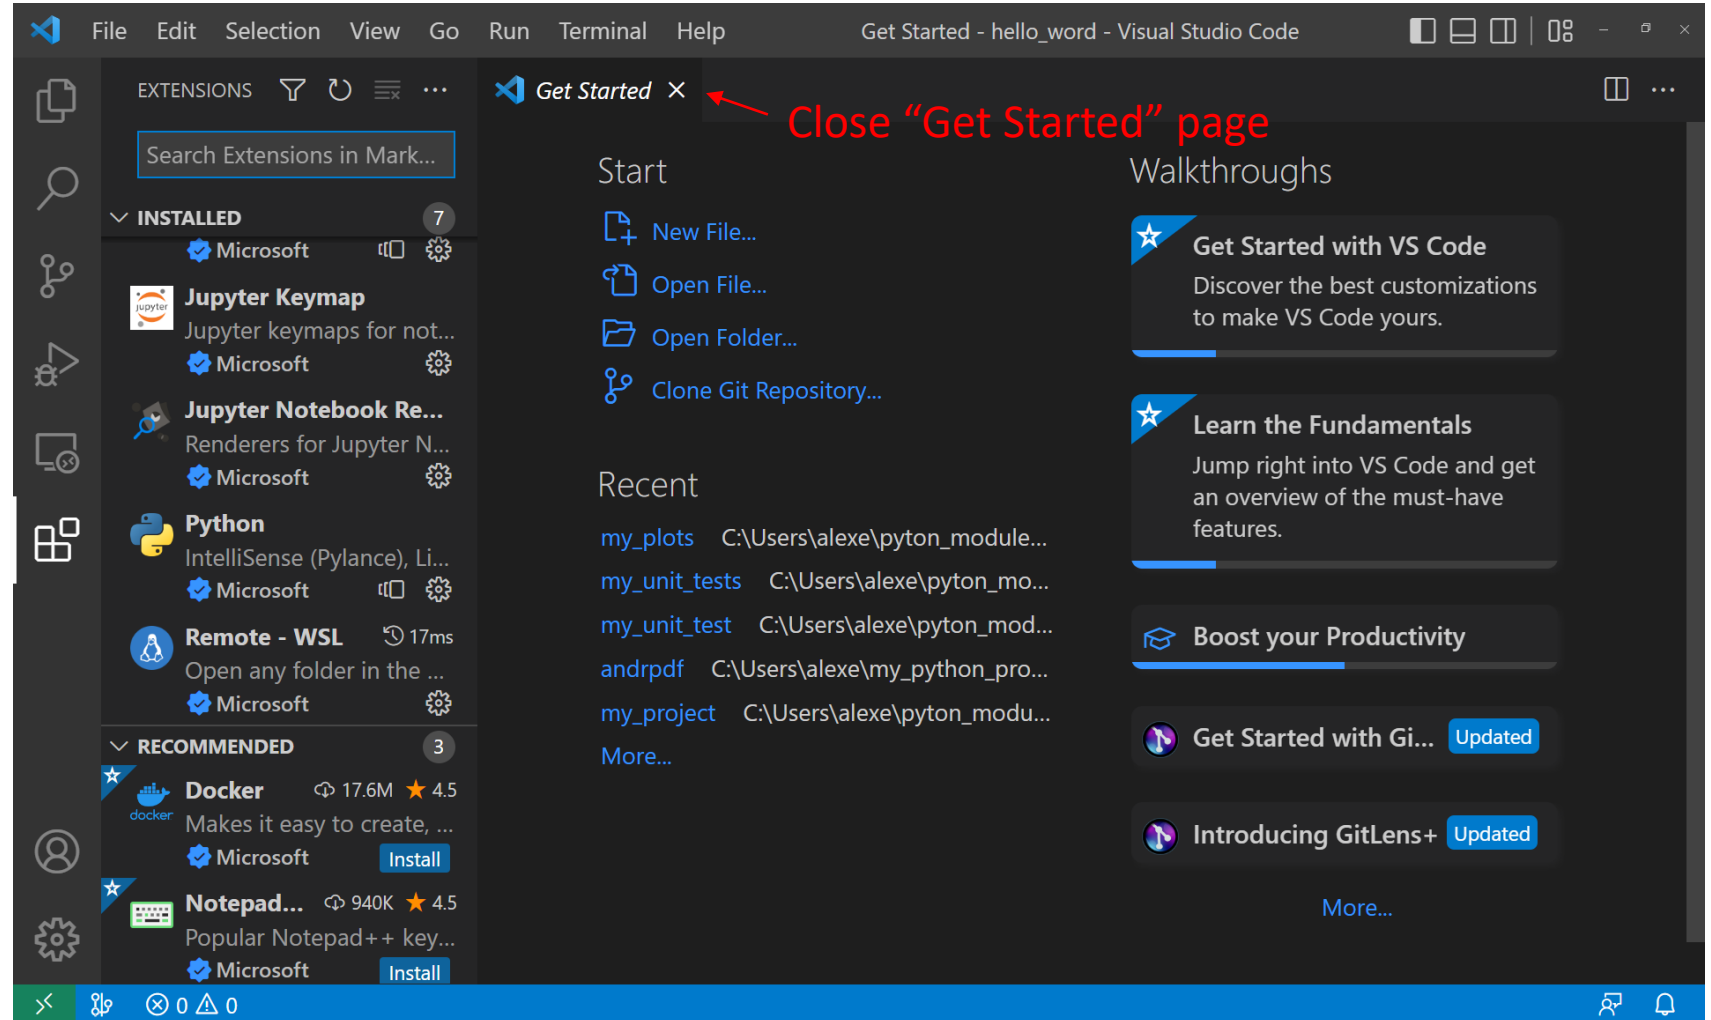 File Edit Selection View Go Run Terminal Help Get Started - hello_word - Visual Studio Code
EXTENSIONS
Search Extensions in Mark...
INSTALLED 7
Microsoft
Jupyter
Jupyter Keymap
Jupyter keymaps for not...
Microsoft
Jupyter Notebook Re...
Renderers for Jupyter N...
Microsoft
Python
IntelliSense (Pylance), Li...
Microsoft
Remote - WSL 17ms
Open any folder in the ...
Microsoft
RECOMMENDED 3
Docker 17.6M 4.5
docker
Makes it easy to create, ...
Microsoft Install
Notepad... 940K 4.5
Popular Notepad++ key...
Microsoft Install
Get Started
Close “Get Started” page
Start
New File...
Open File...
Open Folder...
Clone Git Repository...
Recent
my_plots C:\Users\alexe\pyton_module...
my_unit_tests C:\Users\alexe\pyton_mo...
my_unit_test C:\Users\alexe\pyton_mod...
andrpdf C:\Users\alexe\my_python_pro...
my_project C:\Users\alexe\pyton_modu...
More...
Walkthroughs
Get Started with VS Code
Discover the best customizations
to make VS Code yours.
Learn the Fundamentals
Jump right into VS Code and get
an overview of the must-have
features.
Boost your Productivity
Get Started with Gi... Updated
Introducing GitLens+ Updated
More...
0 0